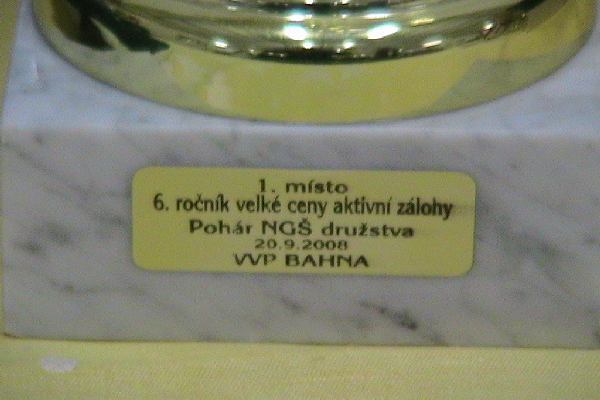 1. místo
6. ročník velké ceny aktivní zálohy
Pohár NGŠ družstva
20.9.2008
VVP BAHNA